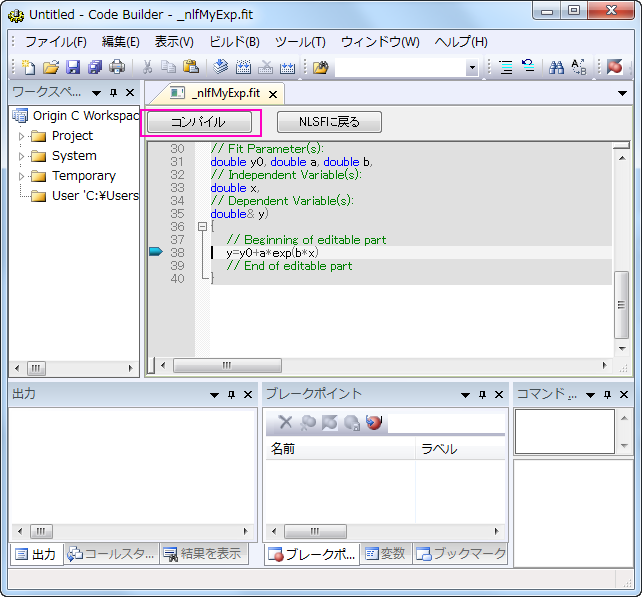 Untitled - Code Builder - _nlfMyExp.fit
ファイル(F) 編集(E) 表示(V) ビルド(B) ツール(T) ウィンドウ(W) ヘルプ(H)
ワークスペ...
_nlfMyExp.fit
Origin C Workspac
Project
System
Temporary
User 'C:¥Users
コンパイル
NLSFに戻る
30 // Fit Parameter(s):
31 double y0, double a, double b,
32 // Independent Variable(s):
33 double x,
34 // Dependent Variable(s):
35 double& y)
36 {
37 // Beginning of editable part
38 y=y0+a*exp(b*x)
39 // End of editable part
40 }
出力
ブレークポイント
コマンド ...
名前
ラベル
出力
コールスタ...
結果を表示
ブレークポ...
変数
ブックマーク